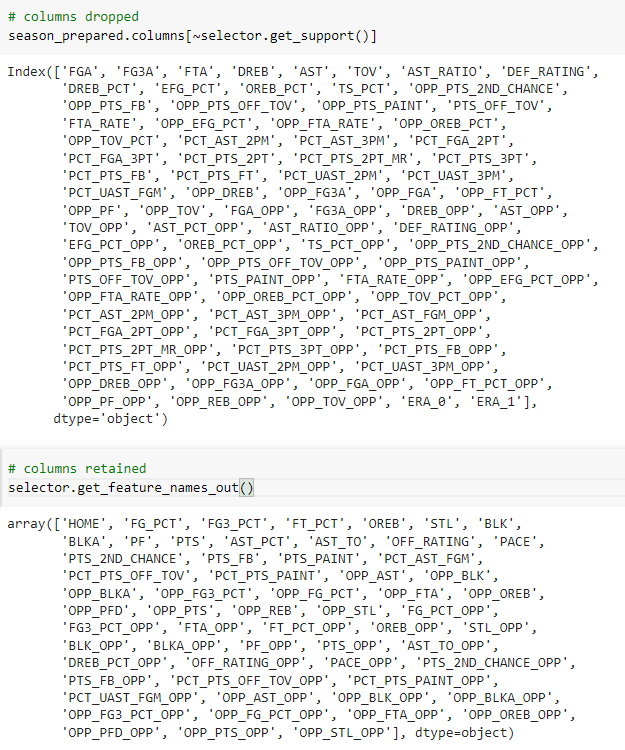 # columns dropped
season_prepared.columns[~selector.get_support()]
Index(['FGA', 'FG3A', 'FTA', 'DREB', 'AST', 'TOV', 'AST_RATIO', 'DEF_RATING',
'DREB_PCT', 'EFG_PCT', 'OREB_PCT', 'TS_PCT', 'OPP_PTS_2ND_CHANCE',
'OPP_PTS_FB', 'OPP_PTS_OFF_TOV', 'OPP_PTS_PAINT', 'PTS_OFF_TOV',
'FTA_RATE', 'OPP_EFG_PCT', 'OPP_FTA_RATE', 'OPP_OREB_PCT',
'OPP_TOV_PCT', 'PCT_AST_2PM', 'PCT_AST_3PM', 'PCT_FGA_2PT',
'PCT_FGA_3PT', 'PCT_PTS_2PT', 'PCT_PTS_2PT_MR', 'PCT_PTS_3PT',
'PCT_PTS_FB', 'PCT_PTS_FT', 'PCT_UAST_2PM', 'PCT_UAST_3PM',
'PCT_UAST_FGM', 'OPP_DREB', 'OPP_FG3A', 'OPP_FGA', 'OPP_FT_PCT',
'OPP_PF', 'OPP_TOV', 'FGA_OPP', 'FG3A_OPP', 'DREB_OPP', 'AST_OPP',
'TOV_OPP', 'AST_PCT_OPP', 'AST_RATIO_OPP', 'DEF_RATING_OPP',
'EFG_PCT_OPP', 'OREB_PCT_OPP', 'TS_PCT_OPP', 'OPP_PTS_2ND_CHANCE_OPP',
'OPP_PTS_FB_OPP', 'OPP_PTS_OFF_TOV_OPP', 'OPP_PTS_PAINT_OPP',
'PTS_OFF_TOV_OPP', 'PTS_PAINT_OPP', 'FTA_RATE_OPP', 'OPP_EFG_PCT_OPP',
'OPP_FTA_RATE_OPP', 'OPP_OREB_PCT_OPP', 'OPP_TOV_PCT_OPP',
'PCT_AST_2PM_OPP', 'PCT_AST_3PM_OPP', 'PCT_AST_FGM_OPP',
'PCT_FGA_2PT_OPP', 'PCT_FGA_3PT_OPP', 'PCT_PTS_2PT_OPP',
'PCT_PTS_2PT_MR_OPP', 'PCT_PTS_3PT_OPP', 'PCT_PTS_FB_OPP',
'PCT_PTS_FT_OPP', 'PCT_UAST_2PM_OPP', 'PCT_UAST_3PM_OPP',
'OPP_DREB_OPP', 'OPP_FG3A_OPP', 'OPP_FGA_OPP', 'OPP_FT_PCT_OPP',
'OPP_PF_OPP', 'OPP_REB_OPP', 'OPP_TOV_OPP', 'ERA_0', 'ERA_1'],
dtype='object')
# columns retained
selector.get_feature_names_out()
array(['HOME', 'FG_PCT', 'FG3_PCT', 'FT_PCT', 'OREB', 'STL', 'BLK',
'BLKA', 'PF', 'PTS', 'AST_PCT', 'AST_TO', 'OFF_RATING', 'PACE',
'PTS_2ND_CHANCE', 'PTS_FB', 'PTS_PAINT', 'PCT_AST_FGM',
'PCT_PTS_OFF_TOV', 'PCT_PTS_PAINT', 'OPP_AST', 'OPP_BLK',
'OPP_BLKA', 'OPP_FG3_PCT', 'OPP_FG_PCT', 'OPP_FTA', 'OPP_OREB',
'OPP_PFD', 'OPP_PTS', 'OPP_REB', 'OPP_STL', 'FG_PCT_OPP',
'FG3_PCT_OPP', 'FTA_OPP', 'FT_PCT_OPP', 'OREB_OPP', 'STL_OPP',
'BLK_OPP', 'BLKA_OPP', 'PF_OPP', 'PTS_OPP', 'AST_TO_OPP',
'DREB_PCT_OPP', 'OFF_RATING_OPP', 'PACE_OPP', 'PTS_2ND_CHANCE_OPP',
'PTS_FB_OPP', 'PCT_PTS_OFF_TOV_OPP', 'PCT_PTS_PAINT_OPP',
'PCT_UAST_FGM_OPP', 'OPP_AST_OPP', 'OPP_BLK_OPP', 'OPP_BLKA_OPP',
'OPP_FG3_PCT_OPP', 'OPP_FG_PCT_OPP', 'OPP_FTA_OPP', 'OPP_OREB_OPP',
'OPP_PFD_OPP', 'OPP_PTS_OPP', 'OPP_STL_OPP'], dtype=object)